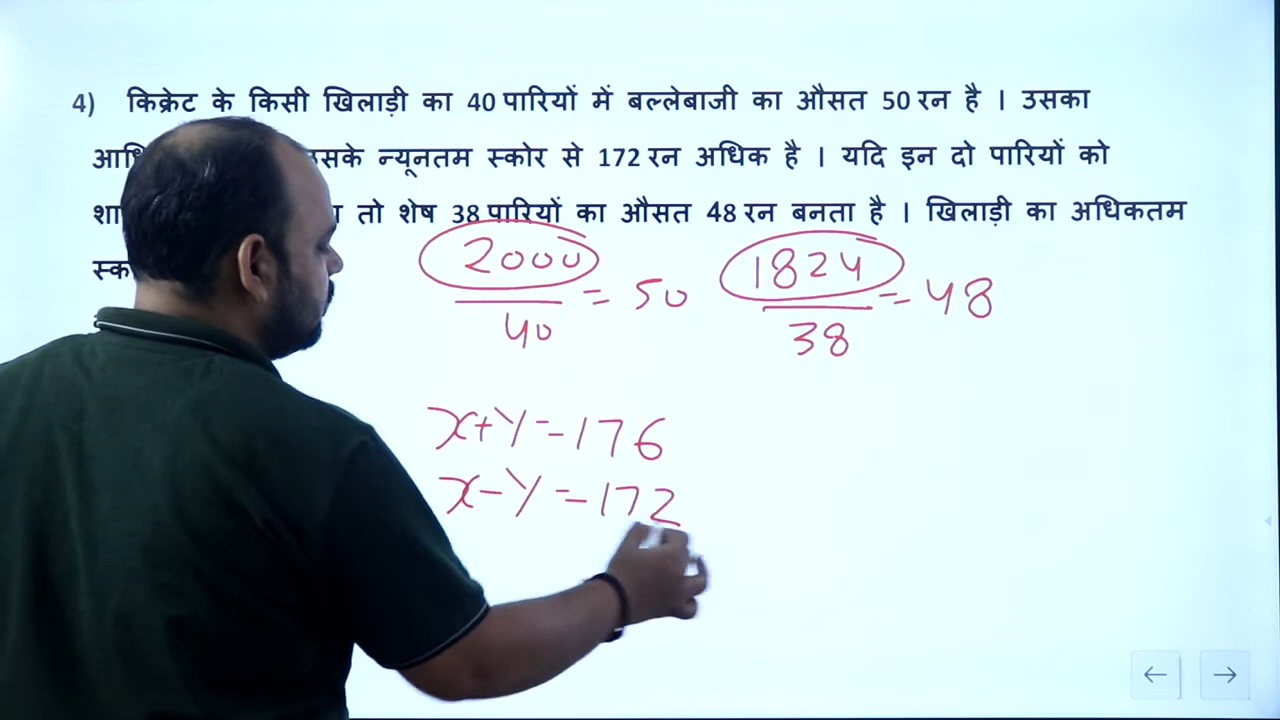 4) किक्रेट के किसी खिलाड़ी का 40 पारियों में बल्लेबाजी का औसत 50 रन है । उसका
उसके न्यूनतम स्कोर से 172 रन अधिक है । यदि इन दो पारियों को
तो शेष 38 पारियों का औसत 48 रन बनता है । खिलाड़ी का अधिकतम
2000/40 = 50 1824/38 = 48
x+y=176
x-y=172